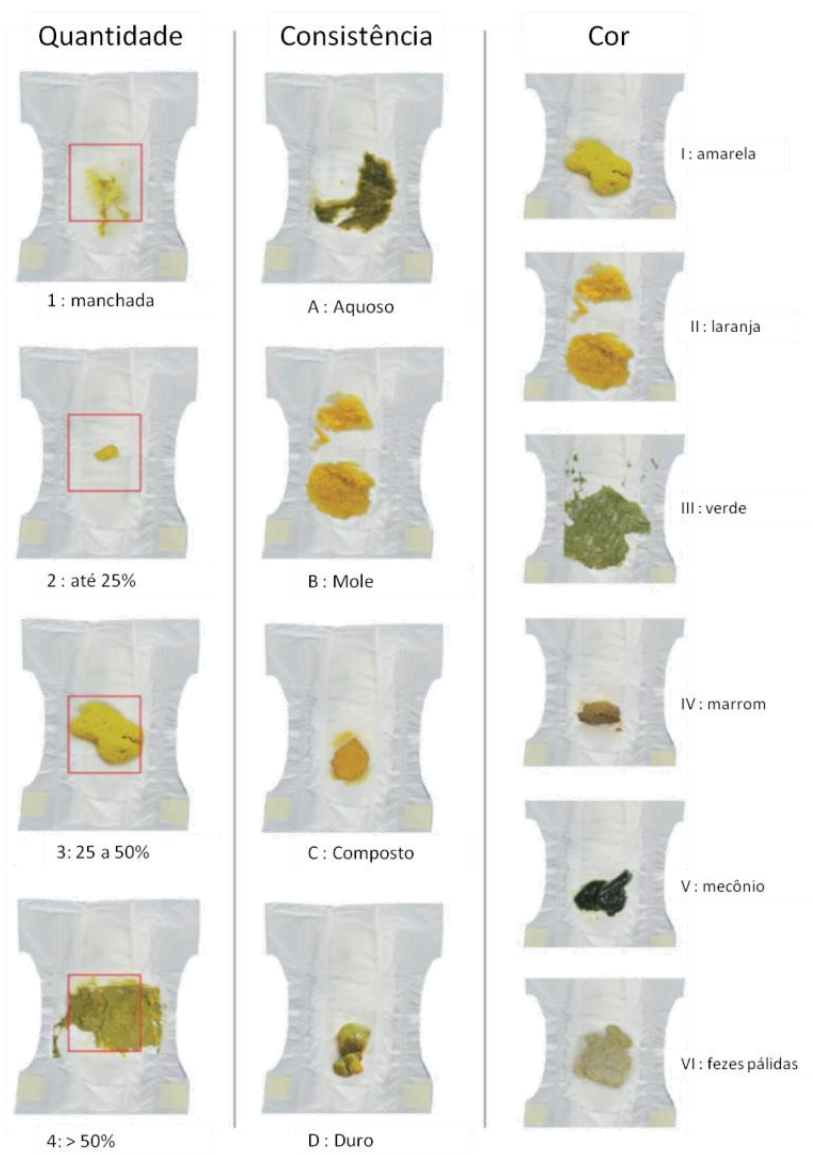 Quantidade
Consistência
Cor
1 : manchada
2 : até 25%
3: 25 a 50%
4: > 50%
A : Aquoso
B : Mole
C : Composto
D : Duro
I : amarela
II : laranja
III : verde
IV : marrom
V : mecônio
VI : fezes pálidas